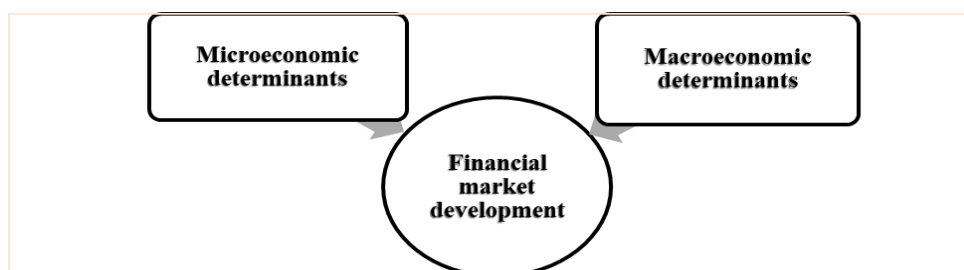 Microeconomic
determinants
Macroeconomic
determinants
Financial
market
development